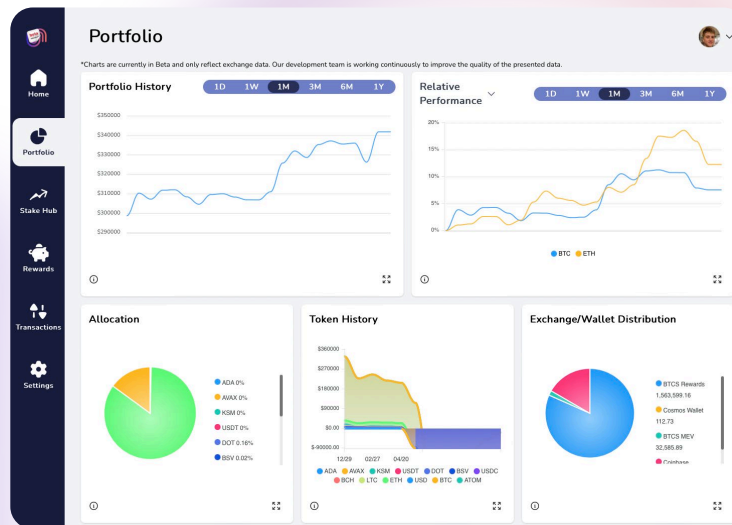 Portfolio
*Charts are currently in Beta and only reflect exchange data. Our development team is working continuously to improve the quality of the presented data.
Home
Portfolio
Stake Hub
Rewards
Transactions
Settings
Portfolio History
1D 1W 1M 3M 6M 1Y
$350000
$340000
$330000
$320000
$310000
$300000
$290000
Relative
Performance
1D 1W 1M 3M 6M 1Y
20%
15%
10%
5%
0%
BTC ETH
Allocation
ADA 0%
AVAX 0%
KSM 0%
USDT 0%
DOT 0.16%
BSV 0.02%
Token History
$360000
$270000
$180000
$90000
$0.00
$-90000.00
12/29 02/27 04/20
ADA AVAX KSM USDT DOT BSV USDC
BCH LTC ETH USD BTC ATOM
Exchange/Wallet Distribution
BTCS Rewards
1,563,599.16
Cosmos Wallet
112.73
BTCS MEV
32,585.89
Coinbase